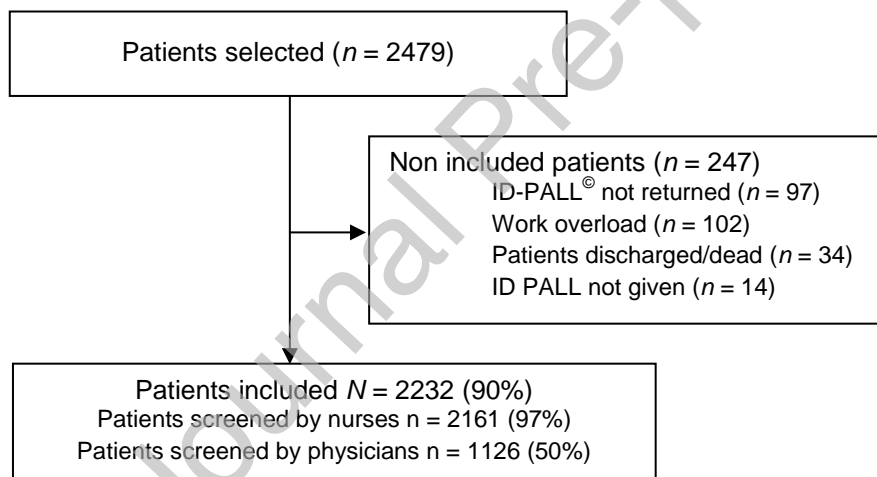 Patients selected (n = 2479)
Non included patients (n = 247)
ID-PALL© not returned (n = 97)
Work overload (n = 102)
Patients discharged/dead (n = 34)
ID PALL not given (n = 14)
Patients included N = 2232 (90%)
Patients screened by nurses n = 2161 (97%)
Patients screened by physicians n = 1126 (50%)
Journal Pre-